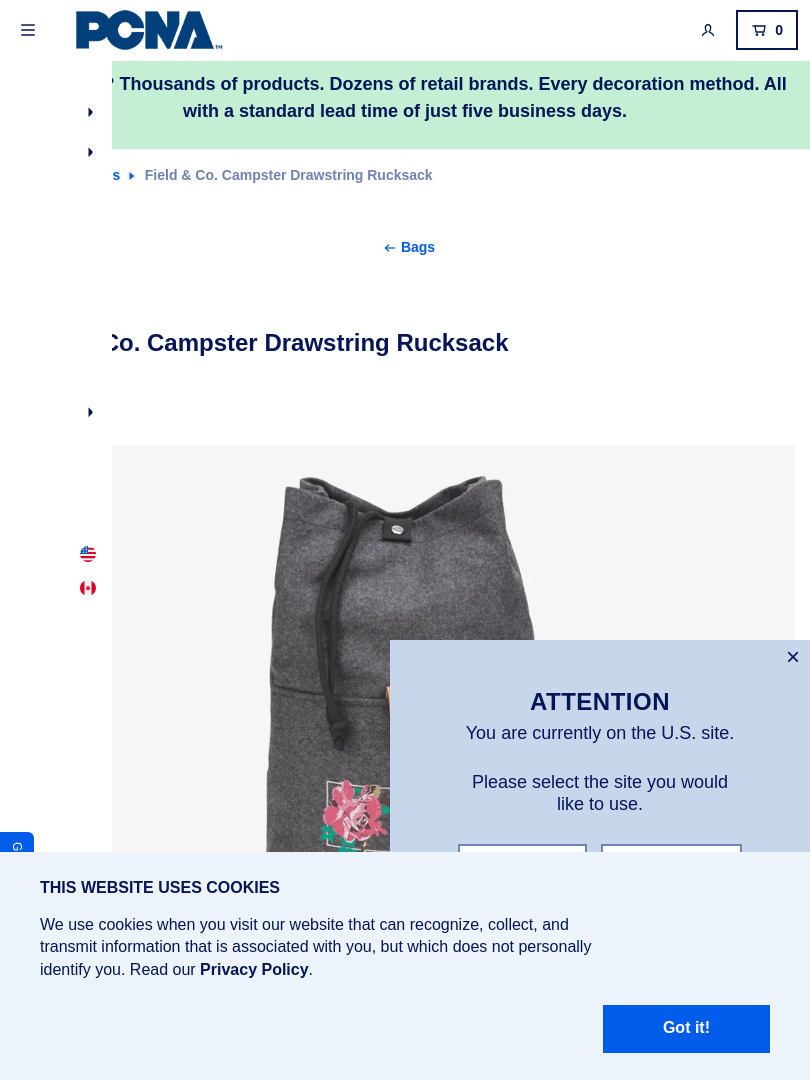 PCNA™
0
Thousands of products. Dozens of retail brands. Every decoration method. All
with a standard lead time of just five business days.
Field & Co. Campster Drawstring Rucksack
Bags
Co. Campster Drawstring Rucksack
ATTENTION
You are currently on the U.S. site.
Please select the site you would
like to use.
G
THIS WEBSITE USES COOKIES
We use cookies when you visit our website that can recognize, collect, and
transmit information that is associated with you, but which does not personally
identify you. Read our Privacy Policy.
Got it!